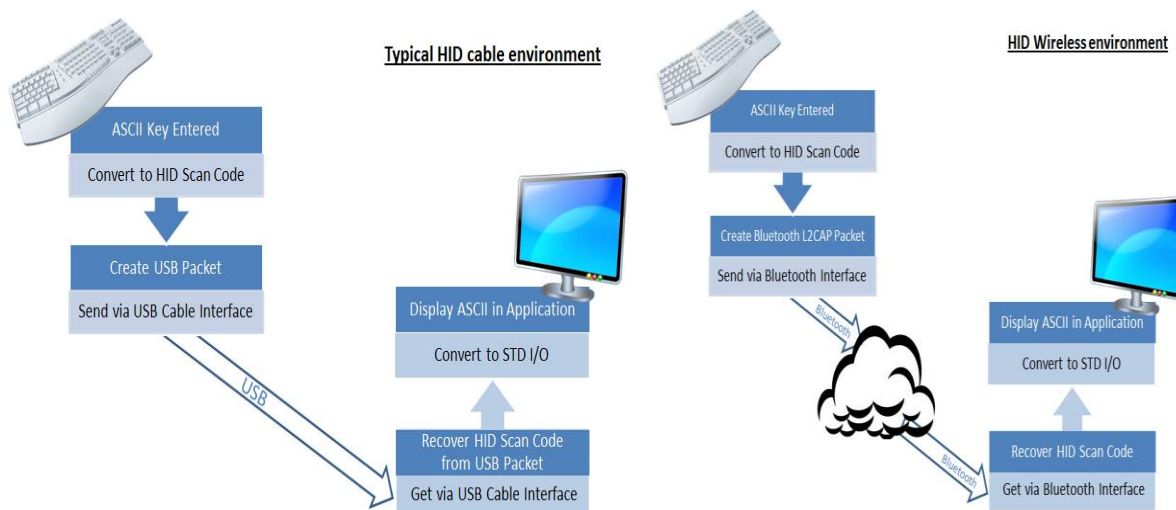 Typical HID cable environment
ASCII Key Entered
Convert to HID Scan Code
Create USB Packet
Send via USB Cable Interface
USB
Display ASCII in Application
Convert to STD I/O
Recover HID Scan Code
from USB Packet
Get via USB Cable Interface
HID Wireless environment
ASCII Key Entered
Convert to HID Scan Code
Create Bluetooth L2CAP Packet
Send via Bluetooth Interface
Bluetooth
Bluetooth
Display ASCII in Application
Convert to STD I/O
Recover HID Scan Code
Get via Bluetooth Interface